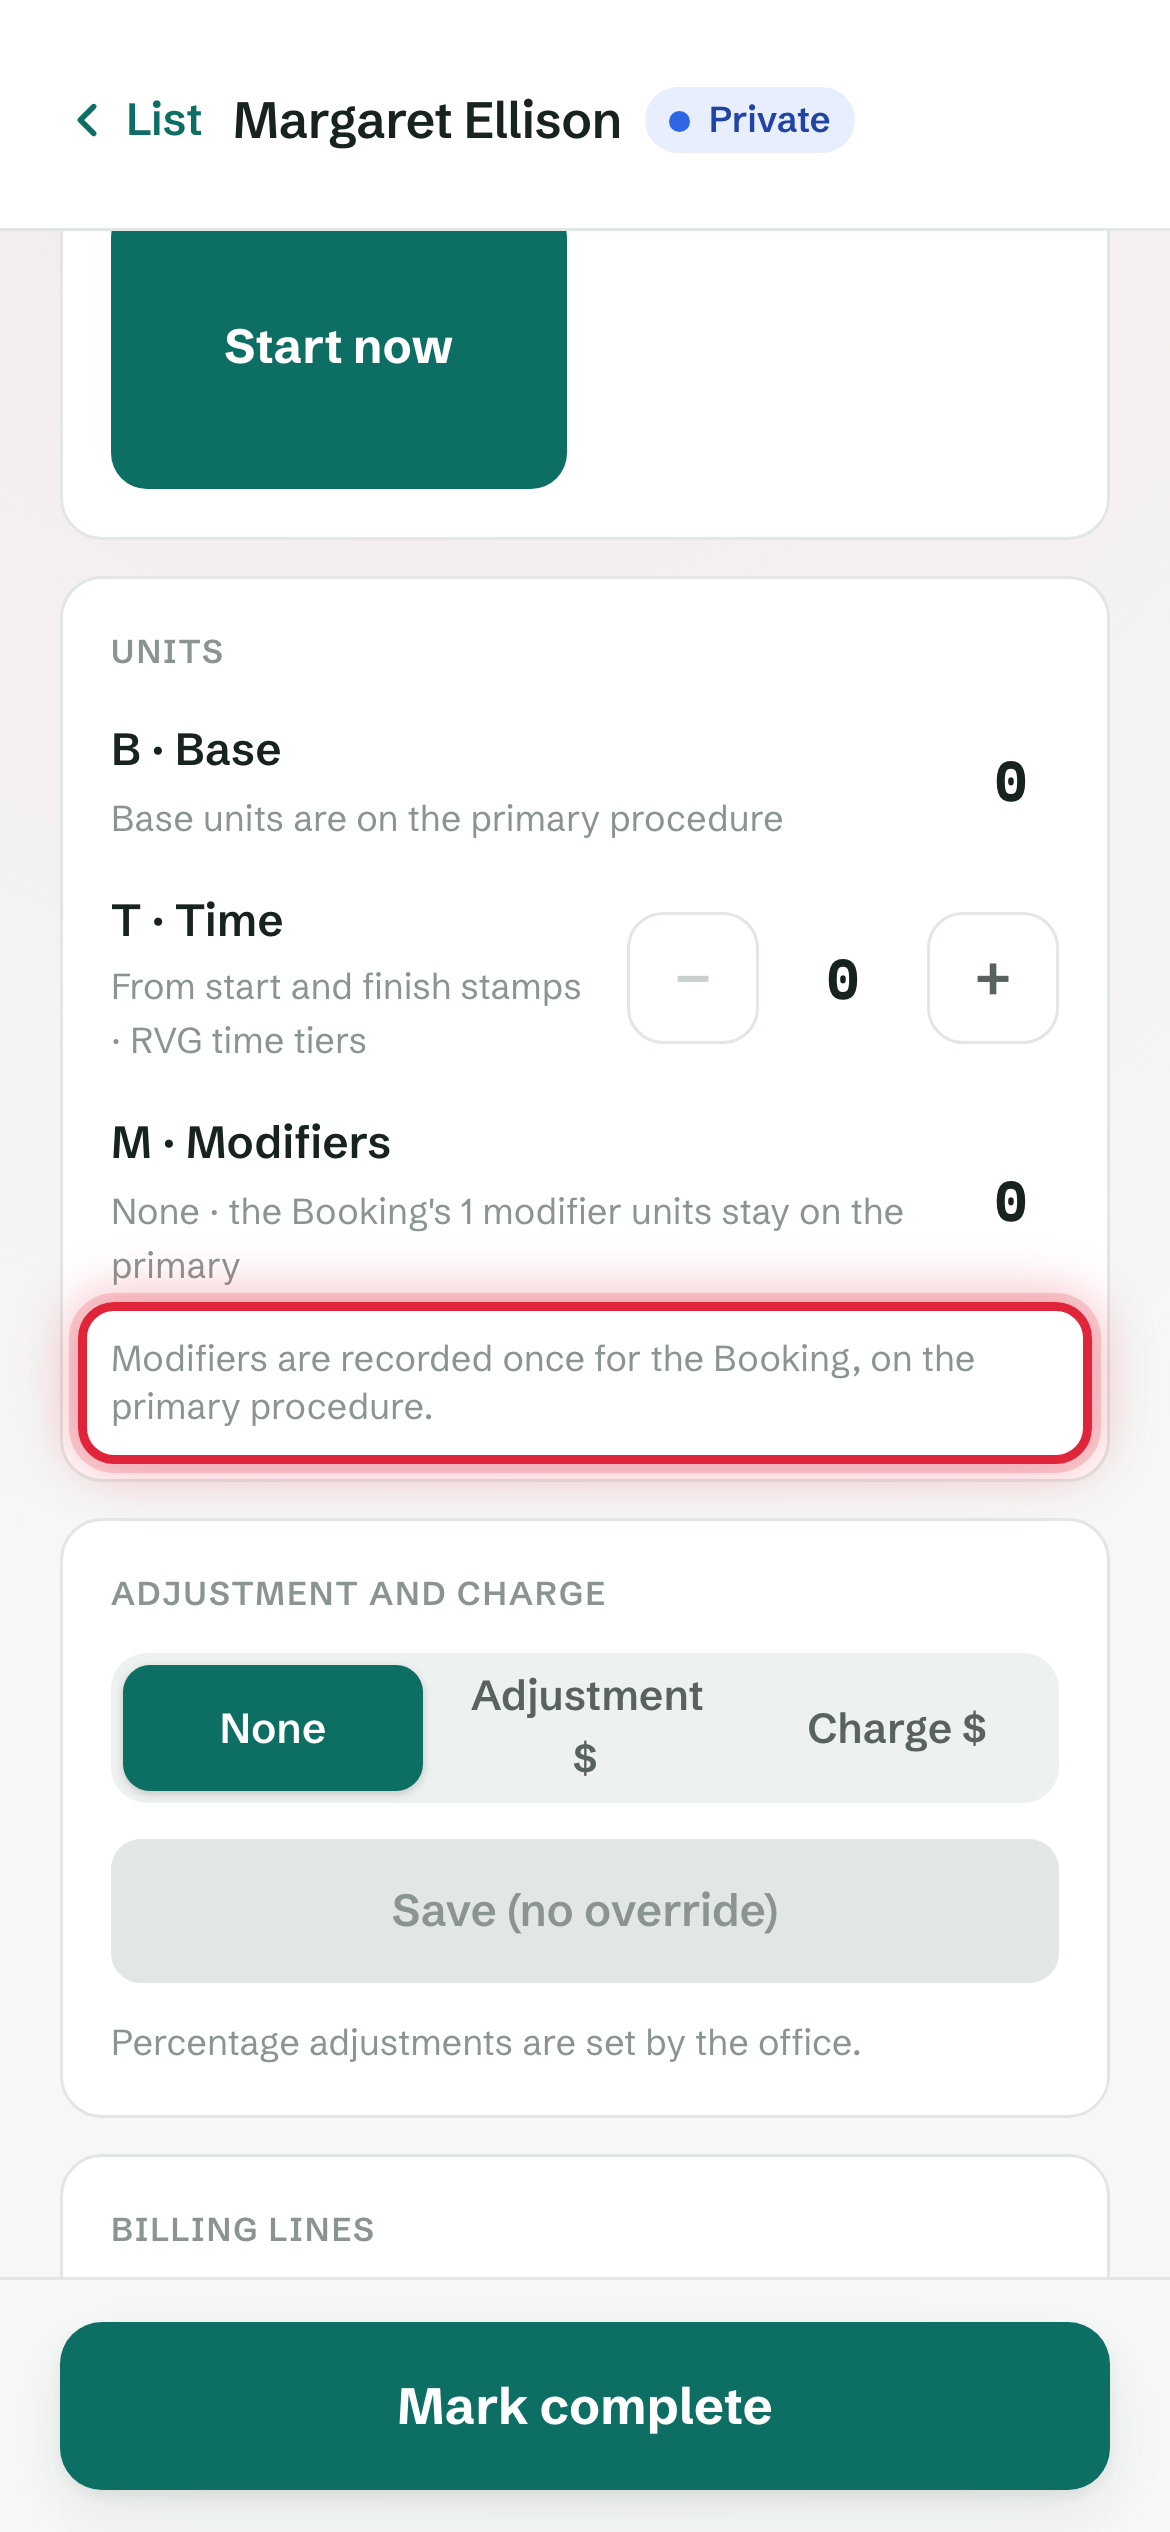 List Margaret Ellison Private
Start now
UNITS
B · Base
0
Base units are on the primary procedure
T · Time
From start and finish stamps
· RVG time tiers
− 0 +
M · Modifiers
None · the Booking's 1 modifier units stay on the
primary
0
Modifiers are recorded once for the Booking, on the
primary procedure.
ADJUSTMENT AND CHARGE
None
Adjustment
$
Charge $
Save (no override)
Percentage adjustments are set by the office.
BILLING LINES
Mark complete